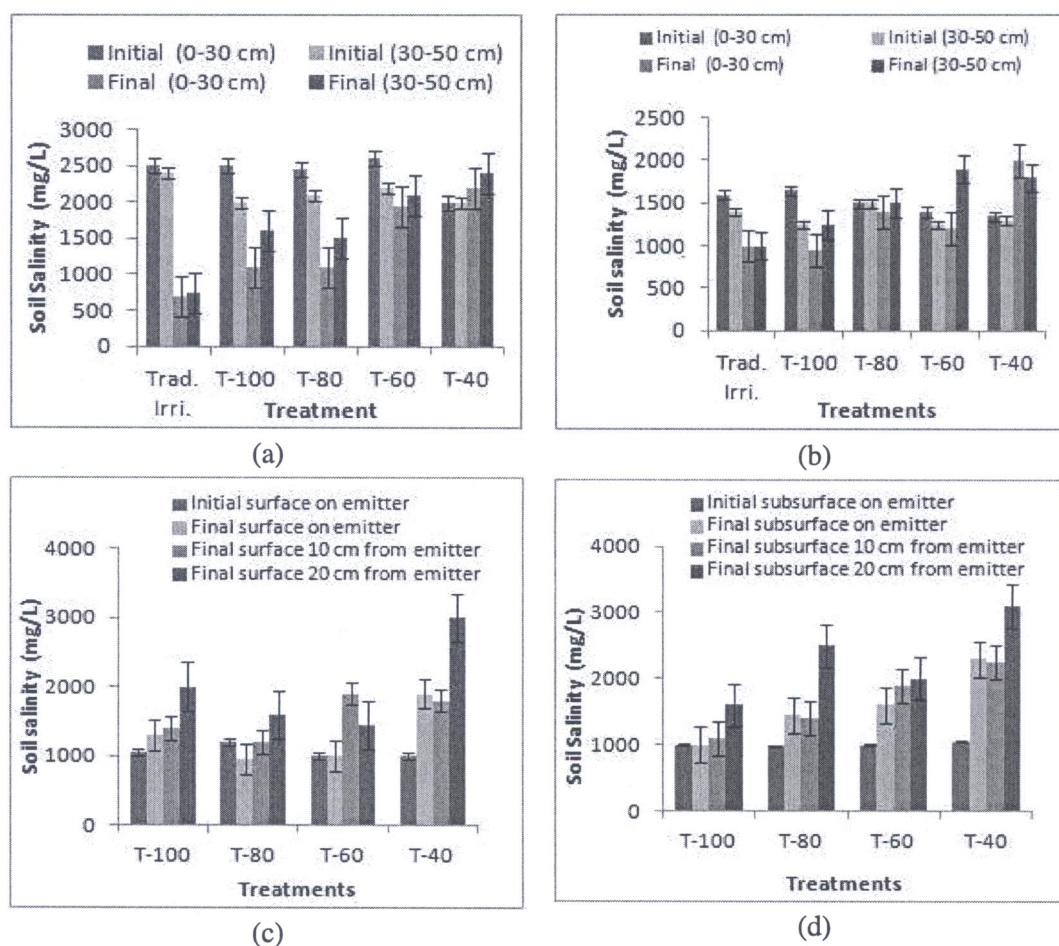 Initial (0-30 cm) Initial (30-50 cm)
Final (0-30 cm) Final (30-50 cm)
Soil Salinity (mg/L)
3000
2500
2000
1500
1000
500
0
Trad. Irri. T-100 T-80 T-60 T-40
Treatment
(a)
Initial (0-30 cm) Initial (30-50 cm)
Final (0-30 cm) Final (30-50 cm)
Soil salinity (mg/L)
2500
2000
1500
1000
500
0
Trad. Irri. T-100 T-80 T-60 T-40
Treatments
(b)
Initial surface on emitter
Final surface on emitter
Final surface 10 cm from emitter
Final surface 20 cm from emitter
Soil salinity (mg/L)
4000
3000
2000
1000
0
T-100 T-80 T-60 T-40
Treatments
(c)
Initial subsurface on emitter
Final subsurface on emitter
Final subsurface 10 cm from emitter
Final subsurface 20 cm from emitter
Soil Salinity (mg/L)
4000
3000
2000
1000
0
T-100 T-80 T-60 T-40
Treatments
(d)